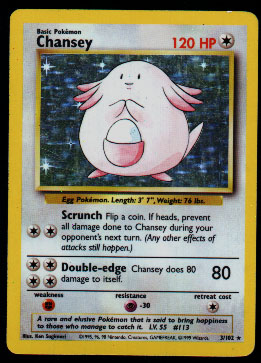 Basic Pokémon
Chansey 120 HP
Egg Pokémon. Length: 3' 7", Weight: 76 lbs.
Scrunch Flip a coin. If heads, prevent
all damage done to Chansey during your
opponent's next turn. (Any other effects of
attacks still happen.)
Double-edge Chansey does 80
damage to itself. 80
weakness resistance retreat cost
-30
A rare and elusive Pokémon that is said to bring happiness
to those who manage to catch it. LV. 55 #113
Illus. Ken Sugimori ©1995, 96, 98 Nintendo, Creatures, GAMEFREAK. ©1999 Wizards. 3/102 ★